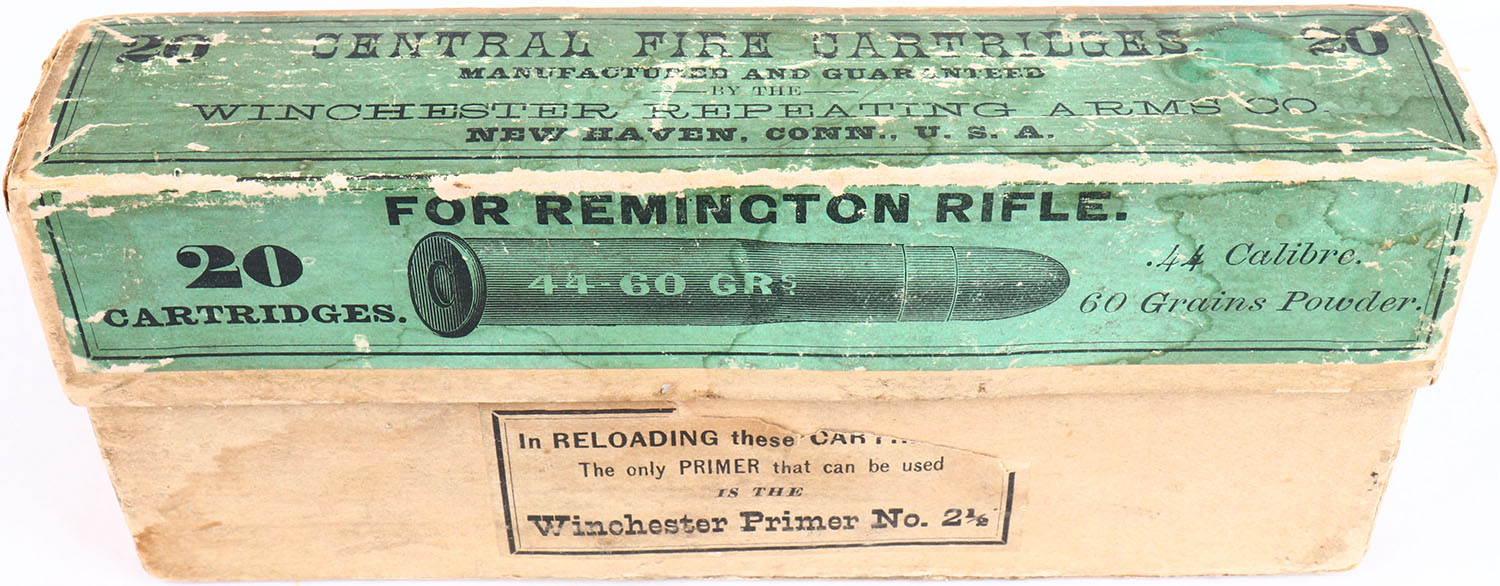 20 CENTRAL FIRE CARTRIDGES. 20
MANUFACTURED AND GUARANTEED
BY THE
WINCHESTER REPEATING ARMS CO.
NEW HAVEN, CONN., U. S. A.
FOR REMINGTON RIFLE.
20
CARTRIDGES.
44-60 GRS.
.44 Calibre.
60 Grains Powder.
In RELOADING these
The only PRIMER that can be used
IS THE
Winchester Primer No. 2½